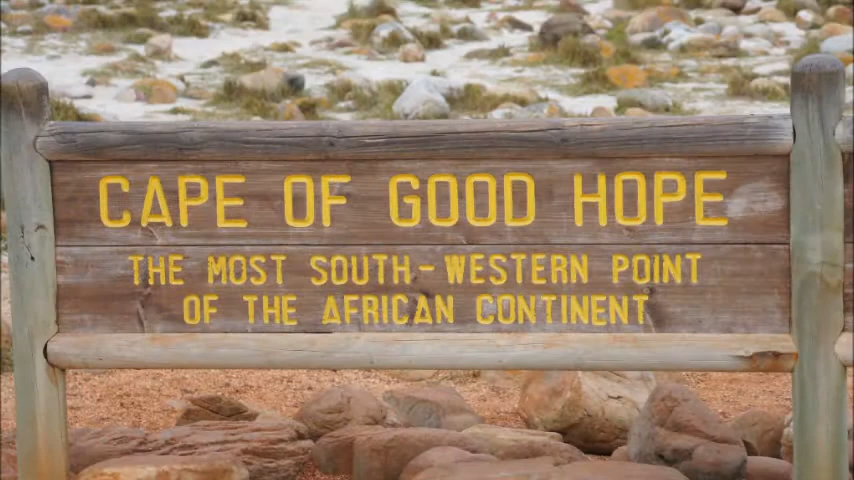 CAPE OF GOOD HOPE
THE MOST SOUTH-WESTERN POINT
OF THE AFRICAN CONTINENT